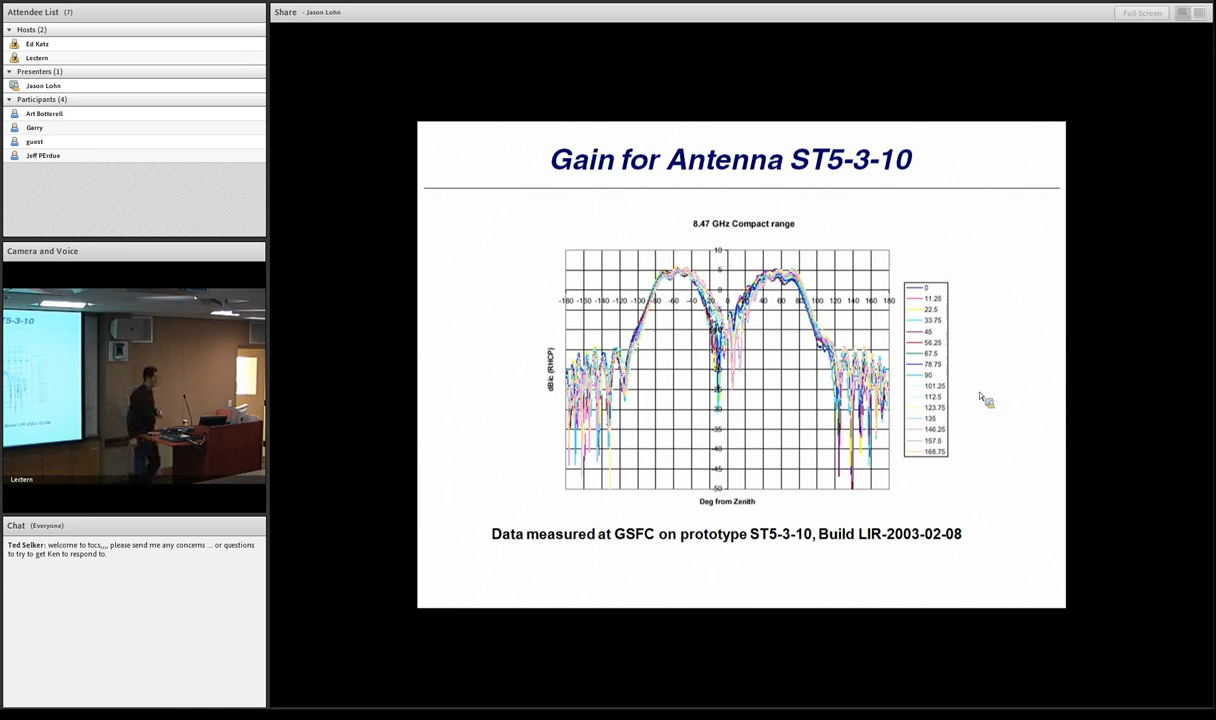 Attendee List (7)
Hosts (2)
Ed Katz
Lectern
Presenters (1)
Jason Lohn
Participants (4)
Art Botterell
Garry
guest
Jeff PErdue
Camera and Voice
ST5-3-10
Lectern
Chat (Everyone)
Ted Selker: welcome to tocs,,,, please send me any concerns ... or questions
to try to get Ken to respond to.
Share - Jason Lohn
Full Screen
Gain for Antenna ST5-3-10
8.47 GHz Compact range
10
5
0
-180 -160 -140 -120 -100 -80 -60 -40 -20 0 20 40 60 80 100 120 140 160 180
-35
-40
-45
-50
dBic (RHCP)
Deg from Zenith
0
11.25
22.5
33.75
45
56.25
67.5
78.75
90
101.25
112.5
123.75
135
146.25
157.5
168.75
Data measured at GSFC on prototype ST5-3-10, Build LIR-2003-02-08